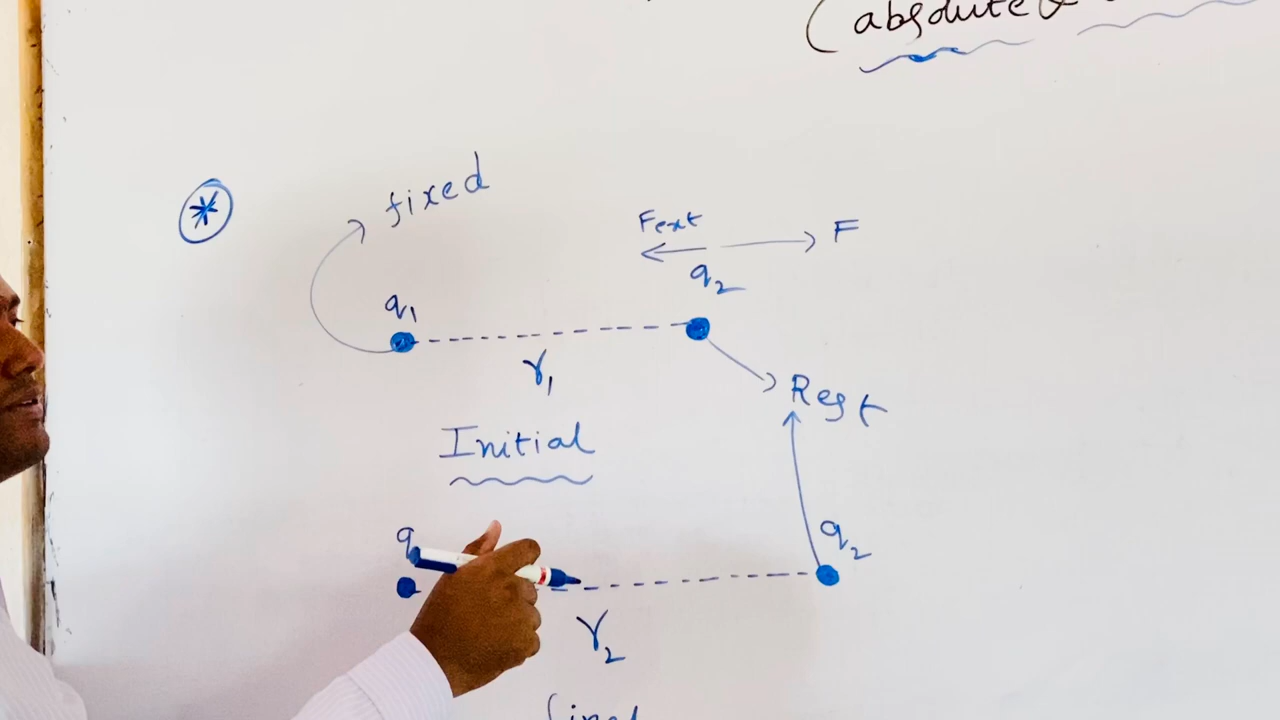 (absolute
*
fixed
Fext
F
q2
q1
r1
Rest
Initial
q
q2
r2
final